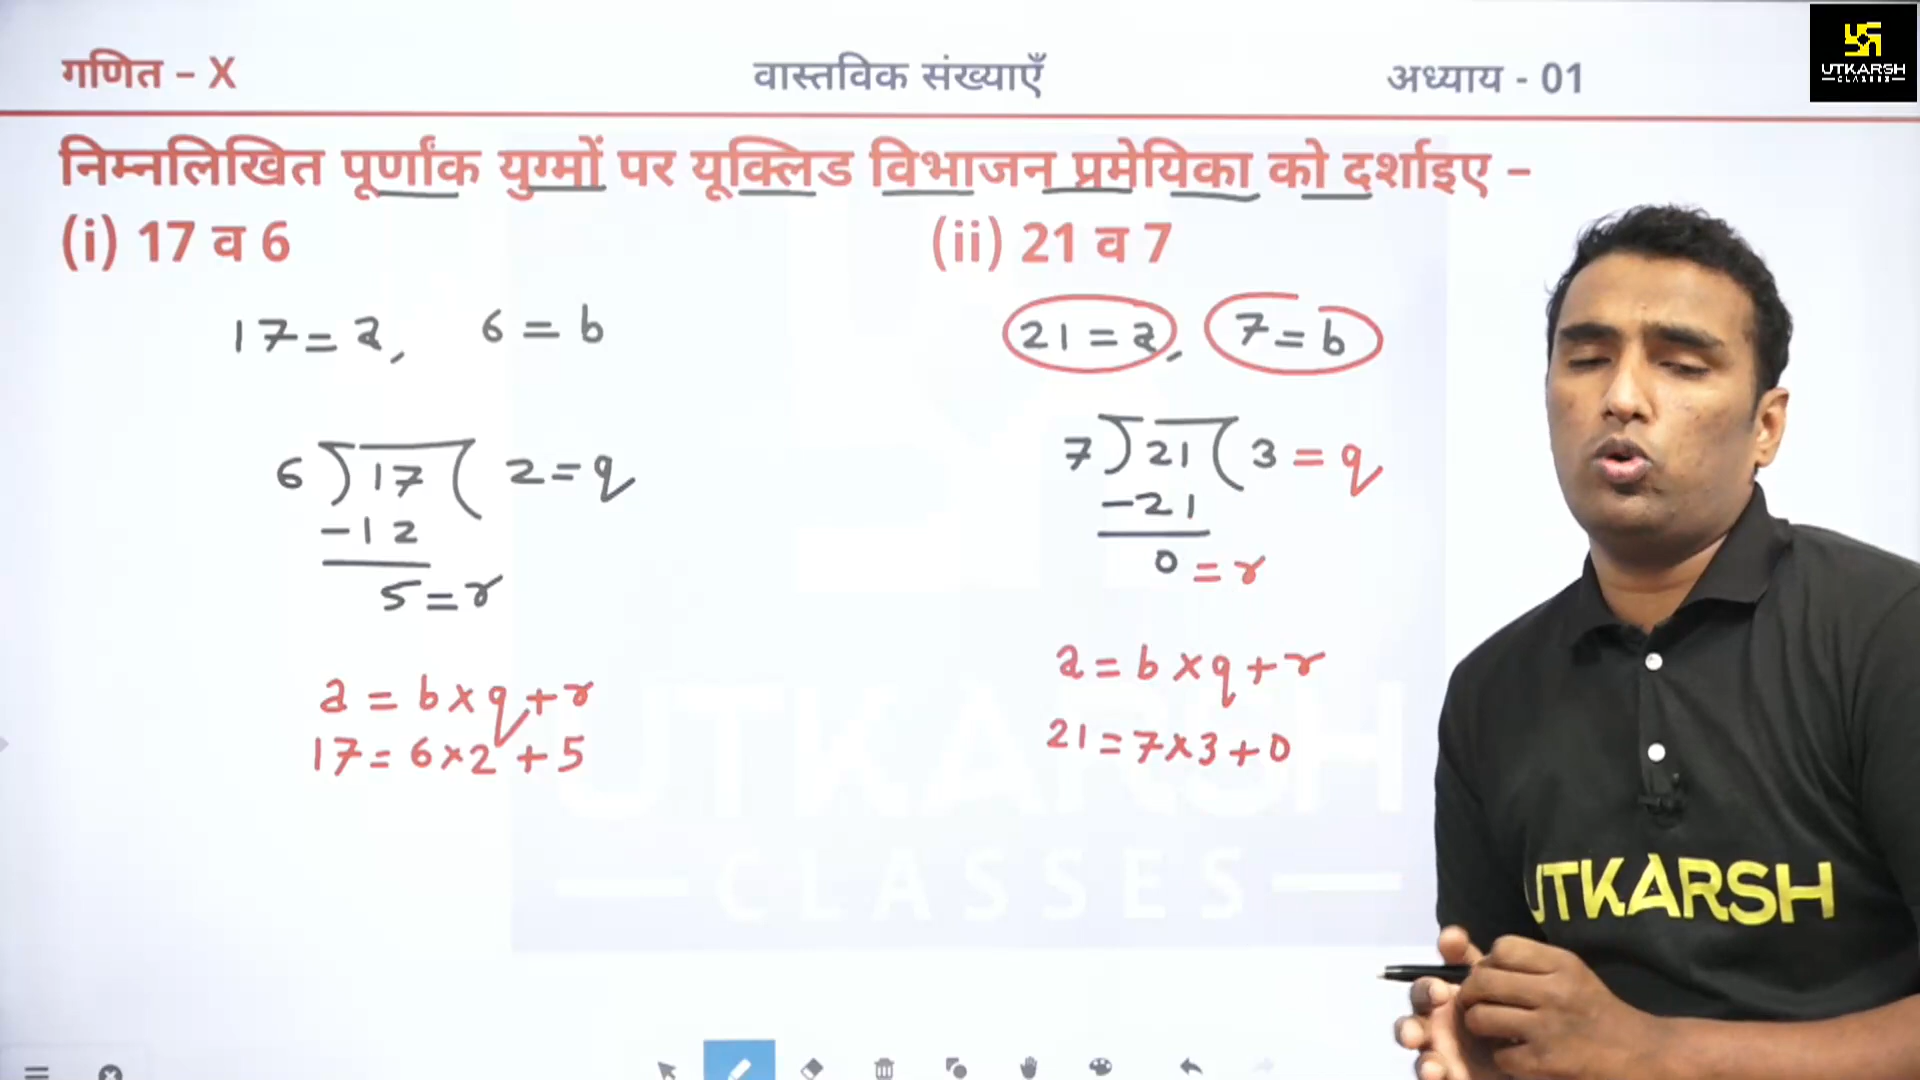 गणित – X
वास्तविक संख्याएँ
अध्याय - 01
卐
UTKARSH
CLASSES
निम्नलिखित पूर्णांक युग्मों पर यूक्लिड विभाजन प्रमेयिका को दर्शाइए –
(i) 17 व 6
(ii) 21 व 7
17 = a, 6 = b
6 ) 17 ( 2 = q
-12
5 = r
a = b × q + r
17 = 6 × 2 + 5
21 = a, 7 = b
7 ) 21 ( 3 = q
-21
0 = r
a = b × q + r
21 = 7 × 3 + 0
UTKARSH
CLASSES
UTKARSH